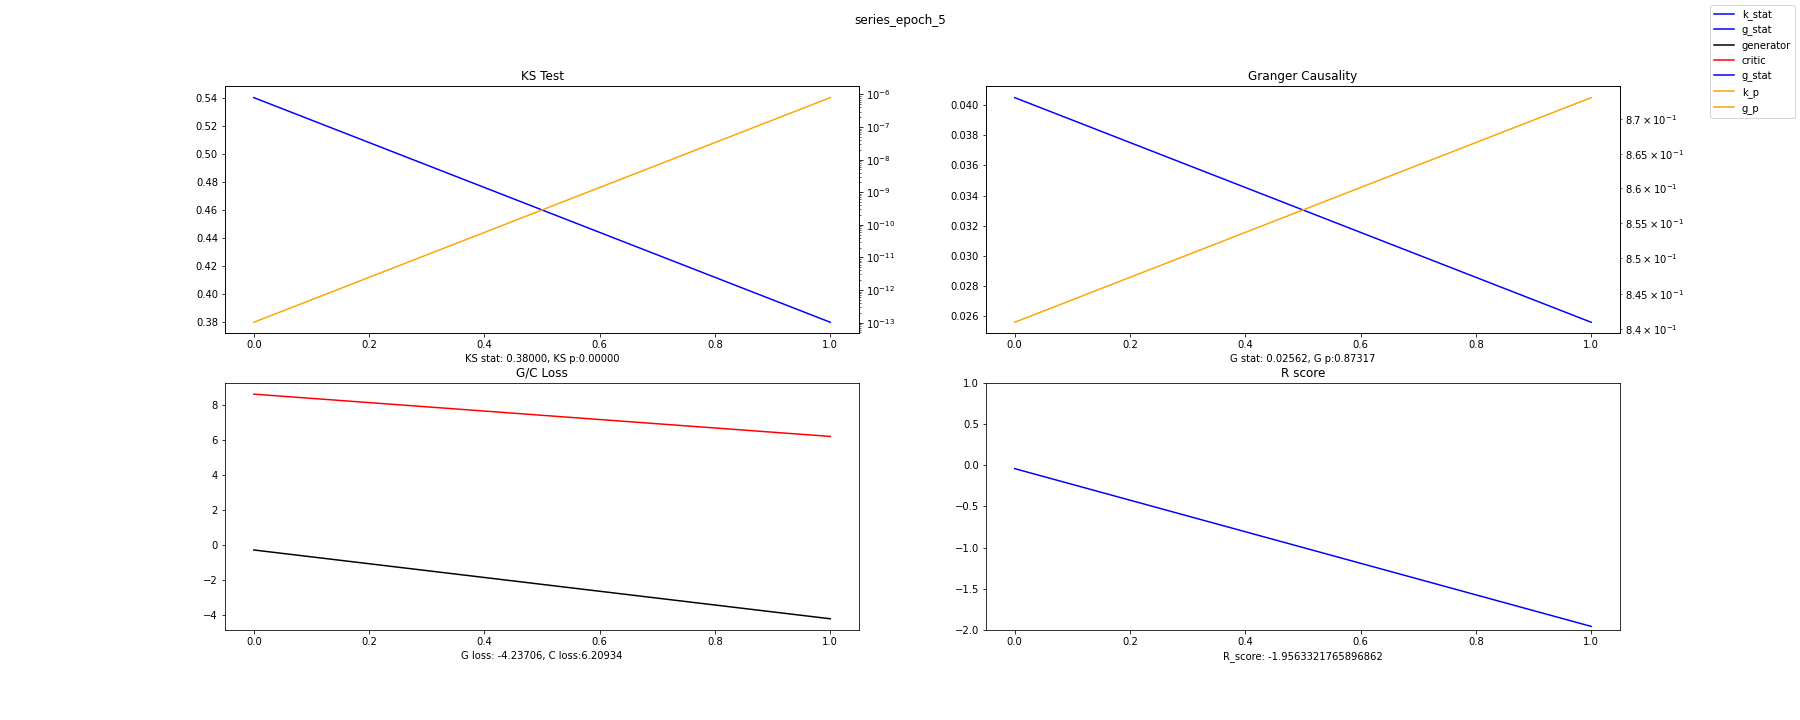 series_epoch_5
k_stat
g_stat
generator
critic
g_stat
k_p
g_p
KS Test
0.54
0.52
0.50
0.48
0.46
0.44
0.42
0.40
0.38
10⁻⁶
10⁻⁷
10⁻⁸
10⁻⁹
10⁻¹⁰
10⁻¹¹
10⁻¹²
10⁻¹³
0.0 0.2 0.4 0.6 0.8 1.0
KS stat: 0.38000, KS p:0.00000
Granger Causality
0.040
0.038
0.036
0.034
0.032
0.030
0.028
0.026
8.7 × 10⁻¹
8.65 × 10⁻¹
8.6 × 10⁻¹
8.55 × 10⁻¹
8.5 × 10⁻¹
8.45 × 10⁻¹
8.4 × 10⁻¹
0.0 0.2 0.4 0.6 0.8 1.0
G stat: 0.02562, G p:0.87317
G/C Loss
8
6
4
2
0
−2
−4
0.0 0.2 0.4 0.6 0.8 1.0
G loss: -4.23706, C loss:6.20934
R score
1.0
0.5
0.0
−0.5
−1.0
−1.5
−2.0
0.0 0.2 0.4 0.6 0.8 1.0
R_score: -1.9563321765896862